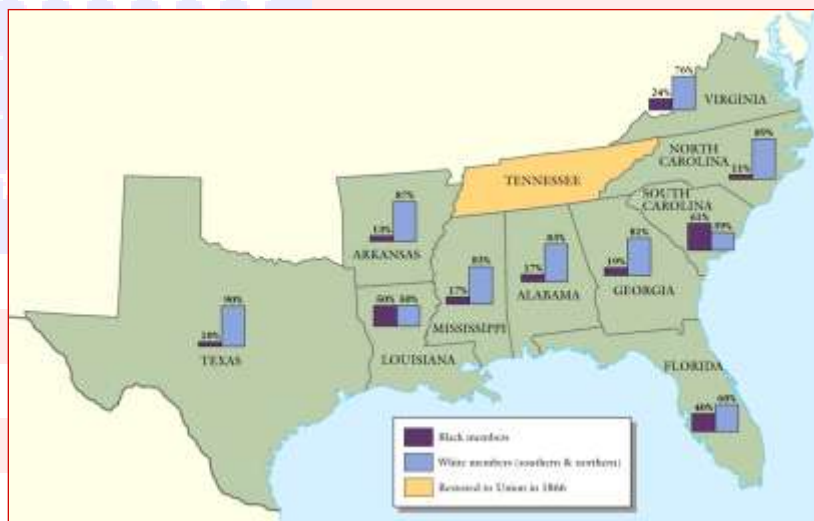 76%
24%
VIRGINIA
89%
NORTH
CAROLINA
11%
TENNESSEE
SOUTH
CAROLINA
61%
39%
87%
13%
ARKANSAS
83%
17%
MISSISSIPPI
83%
17%
ALABAMA
81%
19%
GEORGIA
50% 50%
LOUISIANA
90%
10%
TEXAS
FLORIDA
40% 60%
Black members
White members (southern & northern)
Restored to Union in 1866